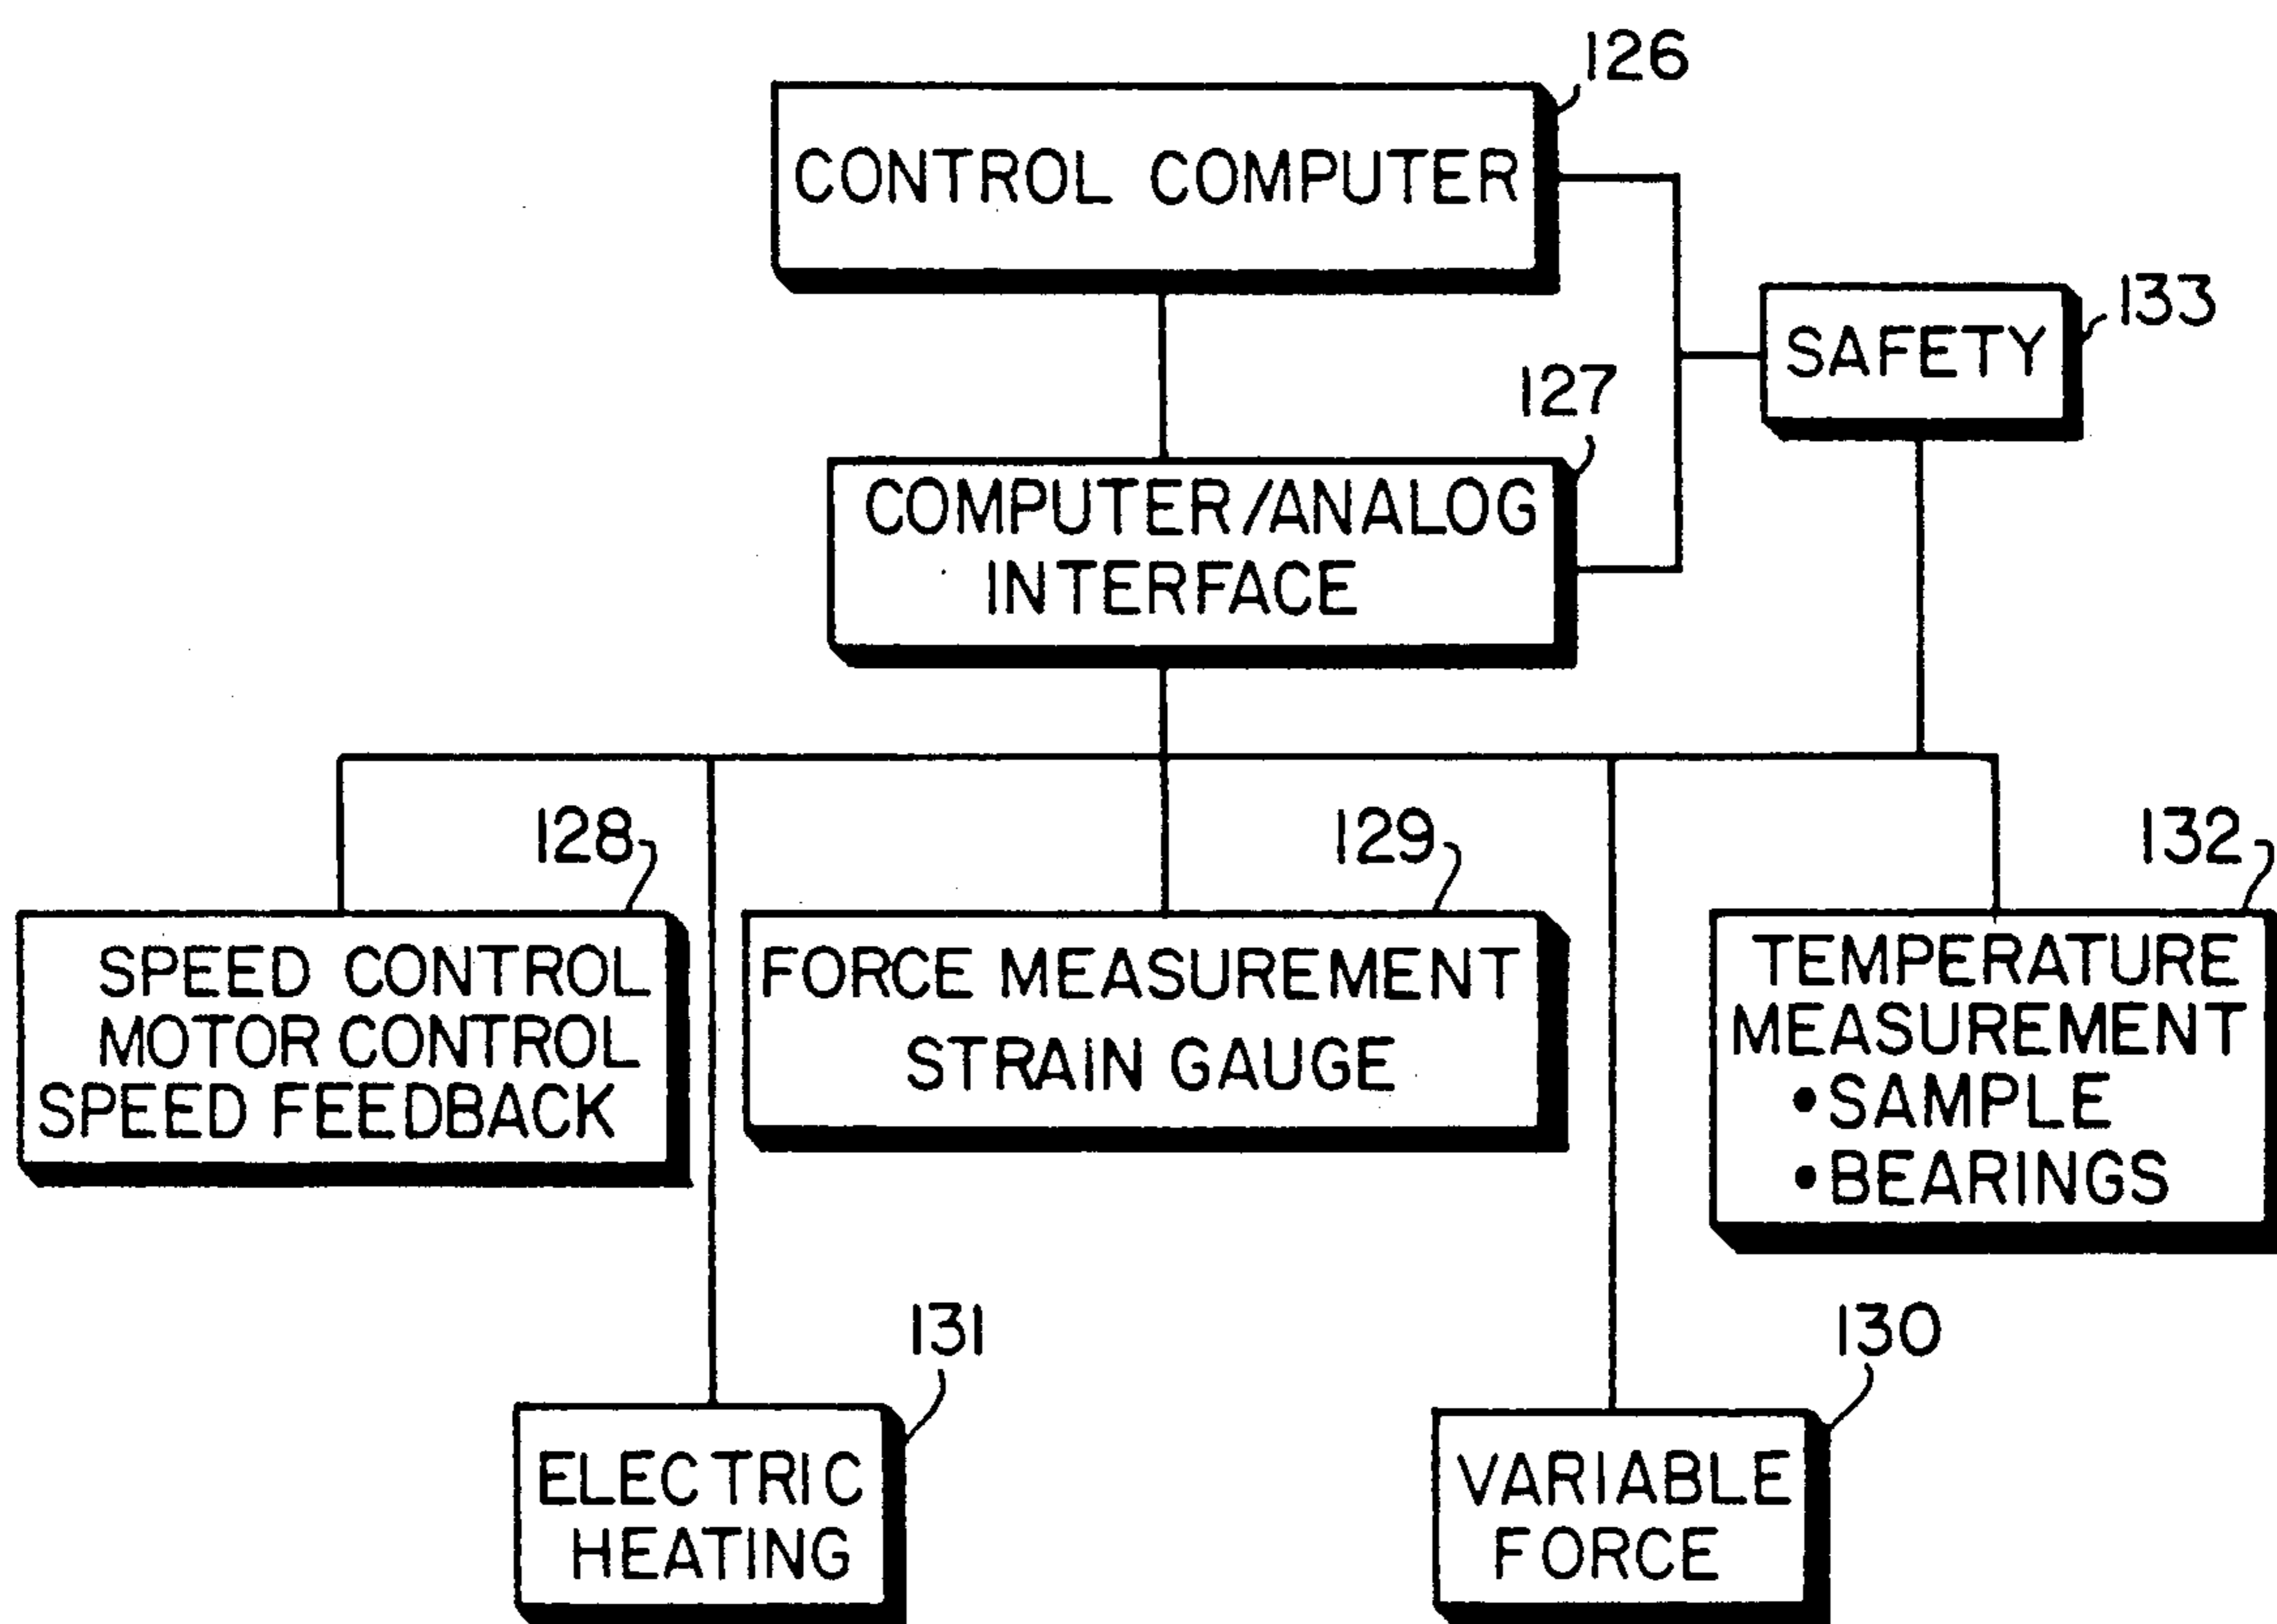 126
CONTROL COMPUTER
133
SAFETY
127
COMPUTER/ANALOG
INTERFACE
128
SPEED CONTROL
MOTOR CONTROL
SPEED FEEDBACK
129
FORCE MEASUREMENT
STRAIN GAUGE
132
TEMPERATURE
MEASUREMENT
•SAMPLE
•BEARINGS
131
ELECTRIC
HEATING
130
VARIABLE
FORCE